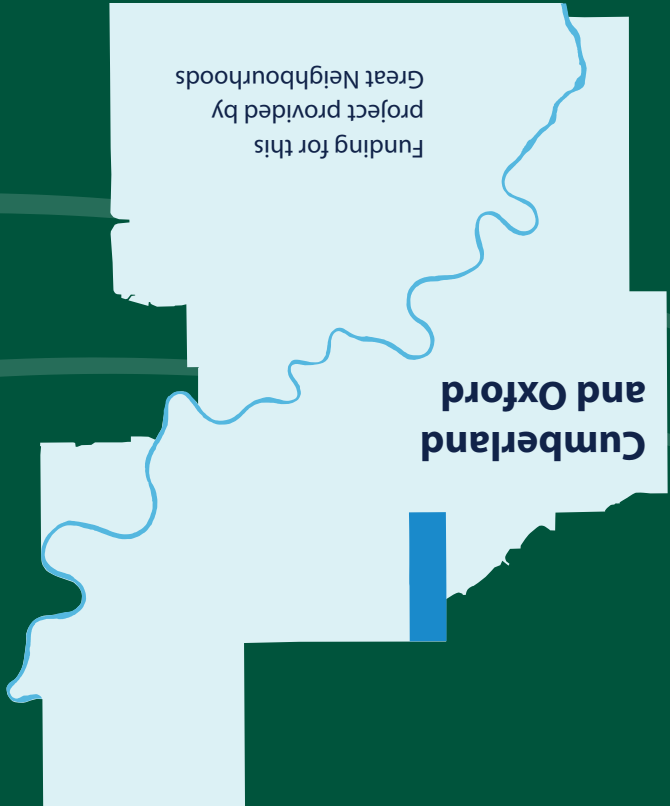 Cumberland
and Oxford
Funding for this
project provided by
Great Neighbourhoods